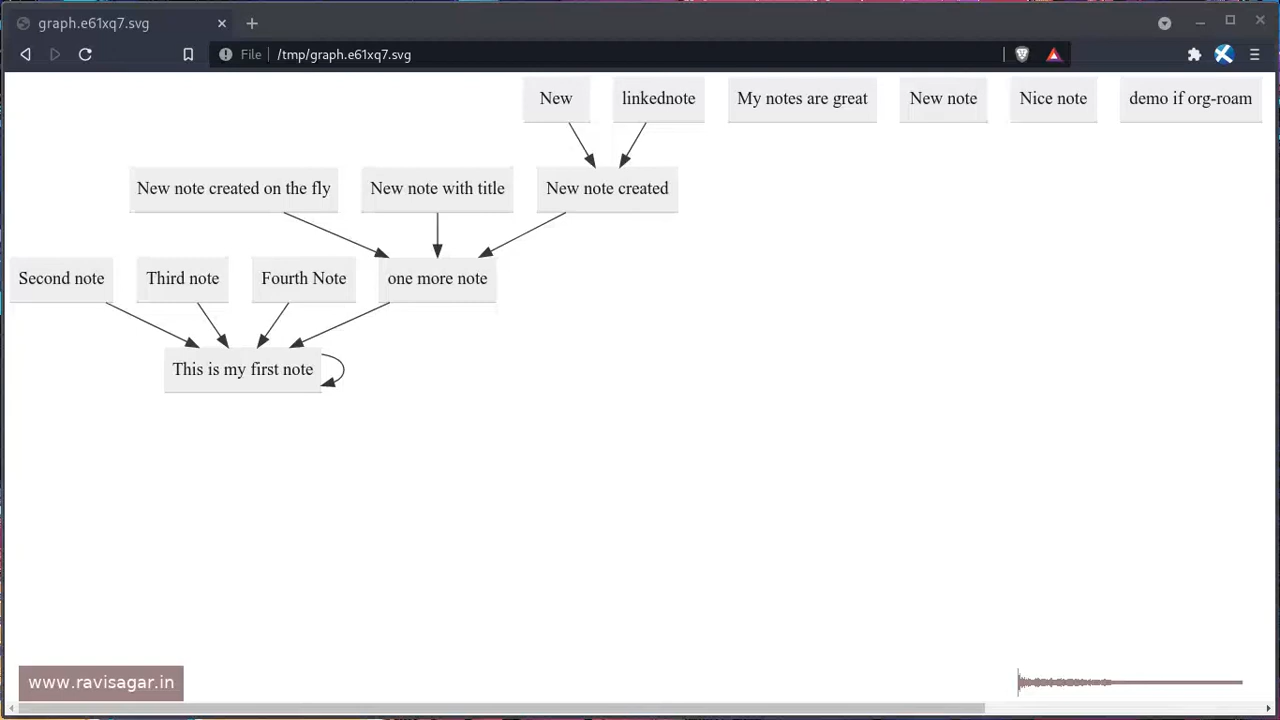 graph.e61xq7.svg
File
/tmp/graph.e61xq7.svg
New
linkednote
My notes are great
New note
Nice note
demo if org-roam
New note created on the fly
New note with title
New note created
Second note
Third note
Fourth Note
one more note
This is my first note
www.ravisagar.in